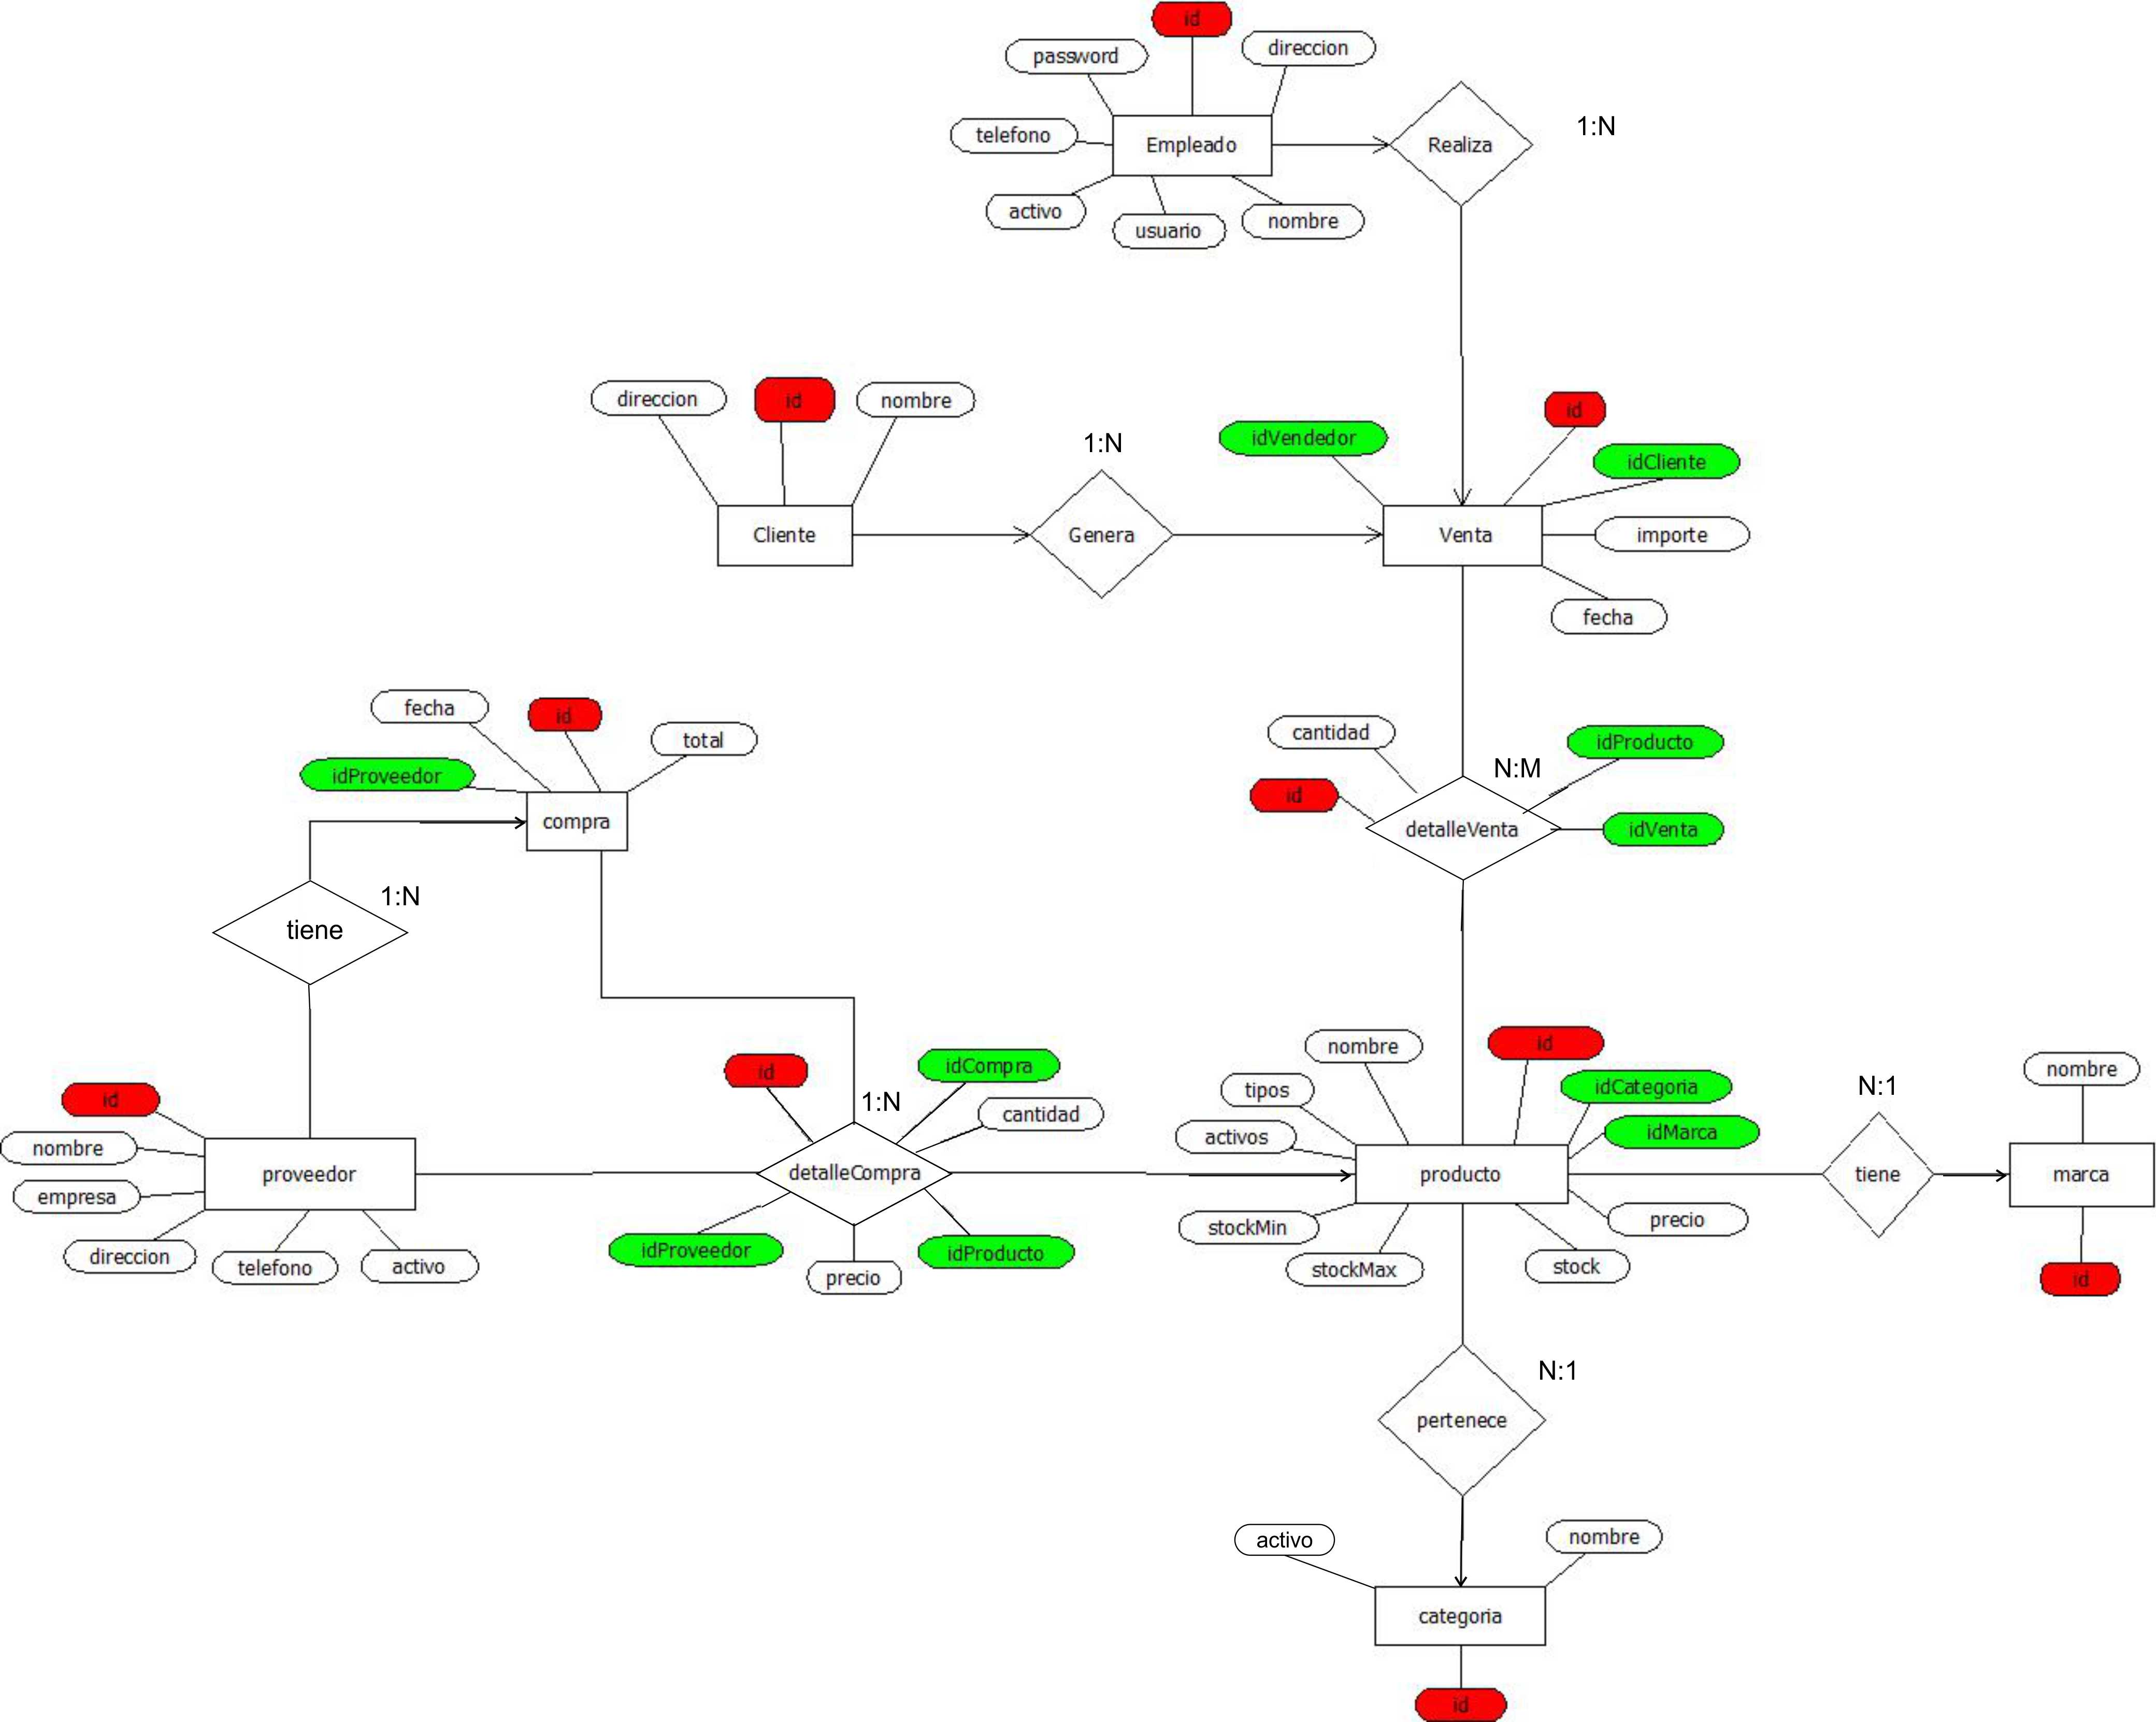 id
password
direccion
telefono
Empleado
Realiza
1:N
activo
usuario
nombre
direccion
id
nombre
Cliente
1:N
Genera
idVendedor
id
idCliente
Venta
importe
fecha
fecha
id
total
idProveedor
compra
cantidad
idProducto
N:M
id
detalleVenta
idVenta
1:N
tiene
id
nombre
empresa
proveedor
direccion
telefono
activo
id
idCompra
1:N
cantidad
detalleCompra
idProveedor
precio
idProducto
nombre
id
tipos
idCategoria
activos
idMarca
producto
stockMin
precio
stockMax
stock
N:1
tiene
nombre
marca
id
N:1
pertenece
activo
nombre
categoria
id